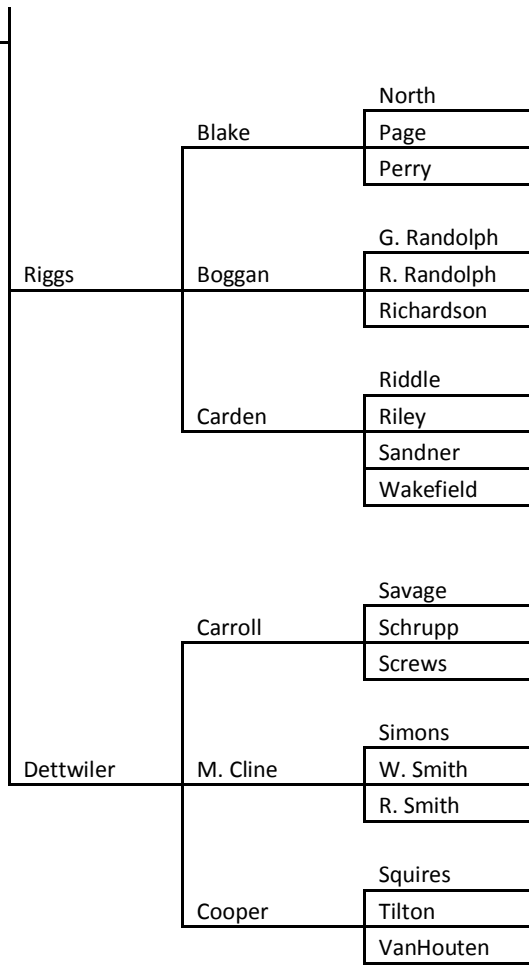 North
Blake Page
Perry
G. Randolph
Riggs Boggan R. Randolph
Richardson
Riddle
Carden Riley
Sandner
Wakefield
Savage
Carroll Schrupp
Screws
Simons
Dettwiler M. Cline W. Smith
R. Smith
Squires
Cooper Tilton
VanHouten